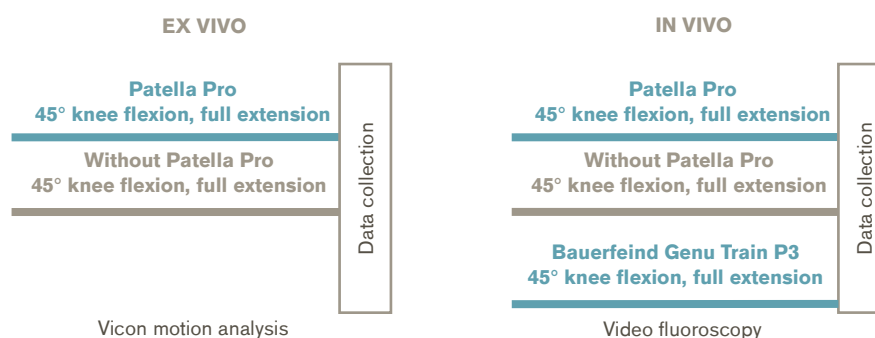 EX VIVO
Patella Pro
45° knee flexion, full extension
Without Patella Pro
45° knee flexion, full extension
Data collection
Vicon motion analysis
IN VIVO
Patella Pro
45° knee flexion, full extension
Without Patella Pro
45° knee flexion, full extension
Bauerfeind Genu Train P3
45° knee flexion, full extension
Data collection
Video fluoroscopy